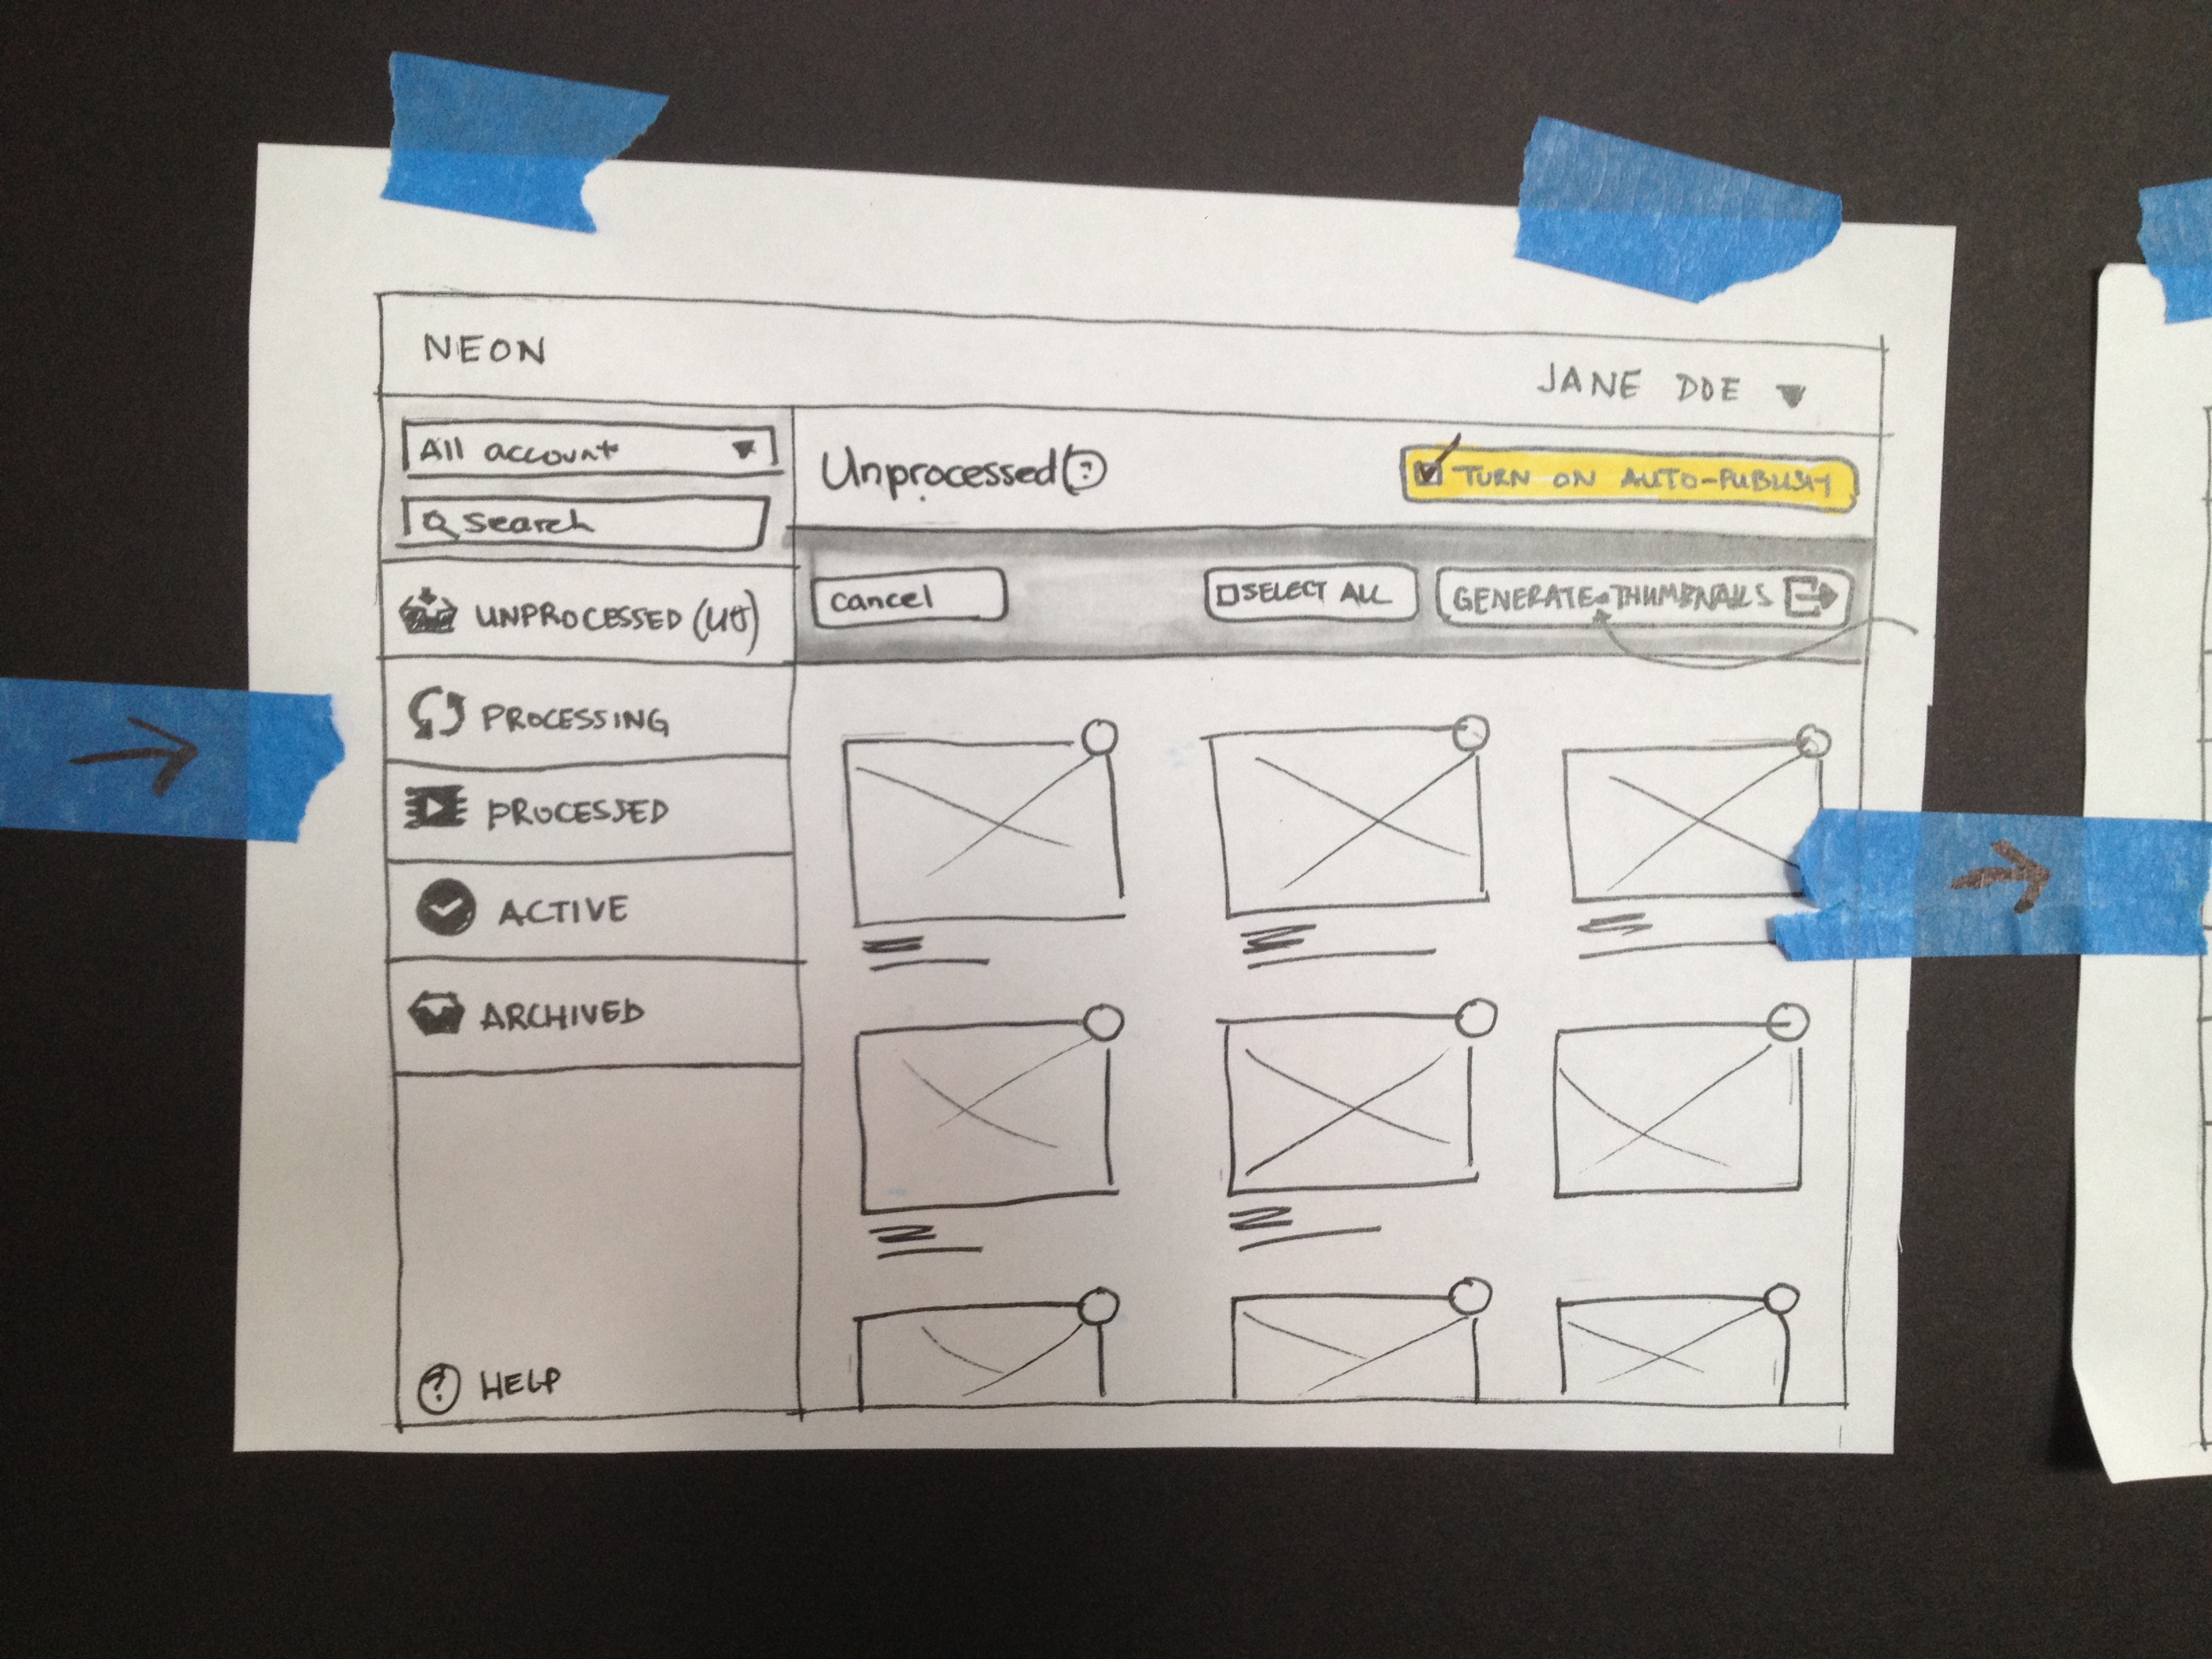 NEON
JANE DOE
All account
search
Unprocessed ?
TURN ON AUTO-PUBLISH
cancel
SELECT ALL
GENERATE THUMBNAILS
UNPROCESSED
PROCESSING
PROCESSED
ACTIVE
ARCHIVED
? HELP